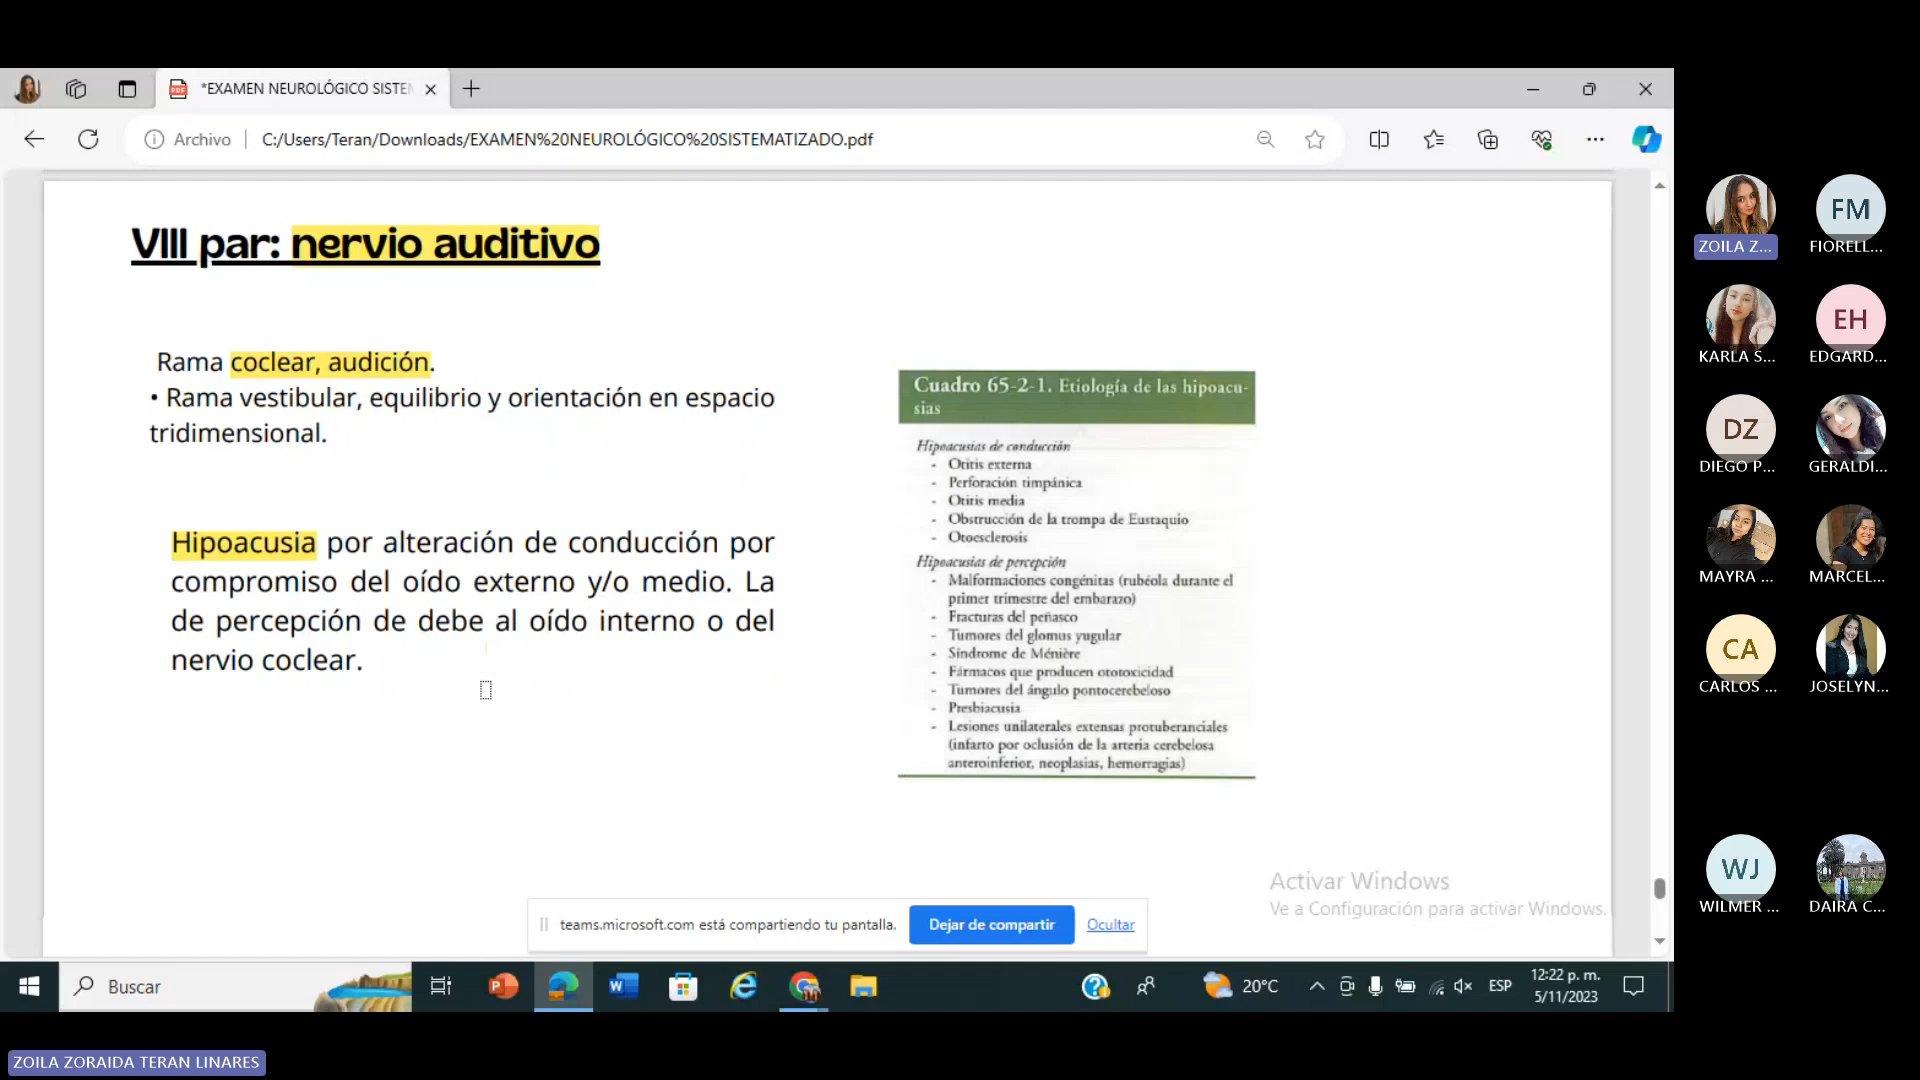 *EXAMEN NEUROLÓGICO SISTEM
Archivo
C:/Users/Teran/Downloads/EXAMEN%20NEUROLÓGICO%20SISTEMATIZADO.pdf
VIII par: nervio auditivo
Rama coclear, audición.
• Rama vestibular, equilibrio y orientación en espacio
tridimensional.
Hipoacusia por alteración de conducción por
compromiso del oído externo y/o medio. La
de percepción de debe al oído interno o del
nervio coclear.
Cuadro 65-2-1. Etiología de las hipoacu-
sias
Hipoacusias de conducción
- Otitis externa
- Perforación timpánica
- Otitis media
- Obstrucción de la trompa de Eustaquio
- Otoesclerosis
Hipoacusias de percepción
- Malformaciones congénitas (rubéola durante el
primer trimestre del embarazo)
- Fracturas del peñasco
- Tumores del glomus yugular
- Síndrome de Ménière
- Fármacos que producen ototoxicidad
- Tumores del ángulo pontocerebeloso
- Presbiacusia
- Lesiones unilaterales extensas protuberanciales
(infarto por oclusión de la arteria cerebelosa
anteroinferior, neoplasias, hemorragias)
Activar Windows
Ve a Configuración para activar Windows.
teams.microsoft.com está compartiendo tu pantalla.
Dejar de compartir
Ocultar
Buscar
20°C
ESP
12:22 p. m.
5/11/2023
ZOILA Z...
FM
FIORELL...
KARLA S...
EH
EDGARD...
DZ
DIEGO P...
GERALDI...
MAYRA ...
MARCEL...
CA
CARLOS ...
JOSELYN...
WJ
WILMER ...
DAIRA C...
ZOILA ZORAIDA TERAN LINARES